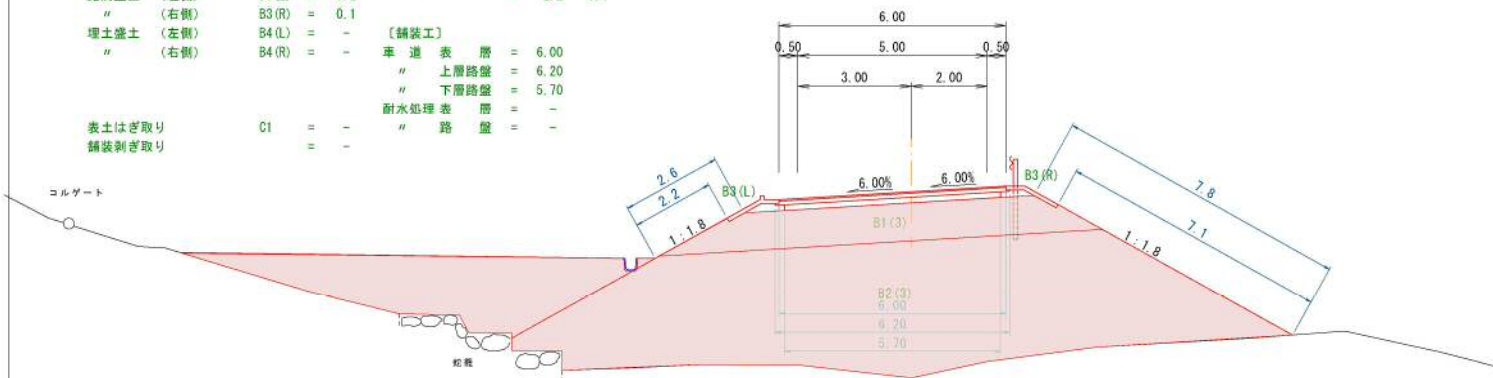 〃 (右側) B3(R) = 0.1
埋土盛土 (左側) B4(L) = - [舗装工]
〃 (右側) B4(R) = - 車 道 表 層 = 6.00
〃 上層路盤 = 6.20
〃 下層路盤 = 5.70
耐水処理 表 層 = -
表土はぎ取り C1 = - 〃 路 盤 = -
舗装剥ぎ取り = -
6.00
0.50 5.00 0.50
3.00 2.00
コルゲート
2.6
2.2
B3(L)
6.00% 6.00%
B3(R)
7.8
7.1
1:1.8
B1(3)
1:1.8
B2(3)
6.00
6.20
5.70
蛇籠